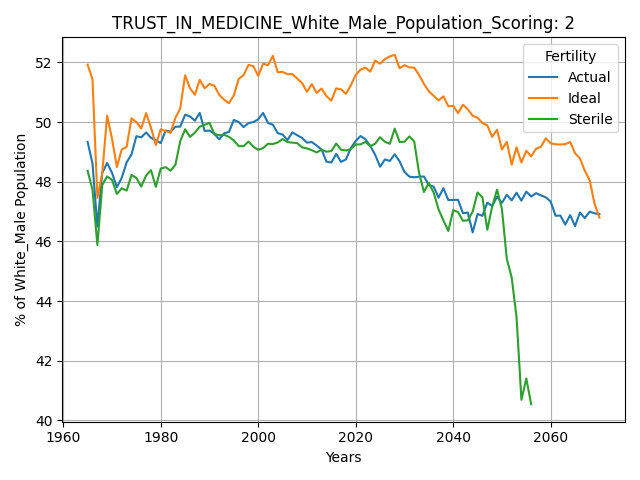 TRUST_IN_MEDICINE_White_Male_Population_Scoring: 2
Fertility
Actual
Ideal
Sterile
% of White_Male Population
52
50
48
46
44
42
40
1960
1980
2000
2020
2040
2060
Years